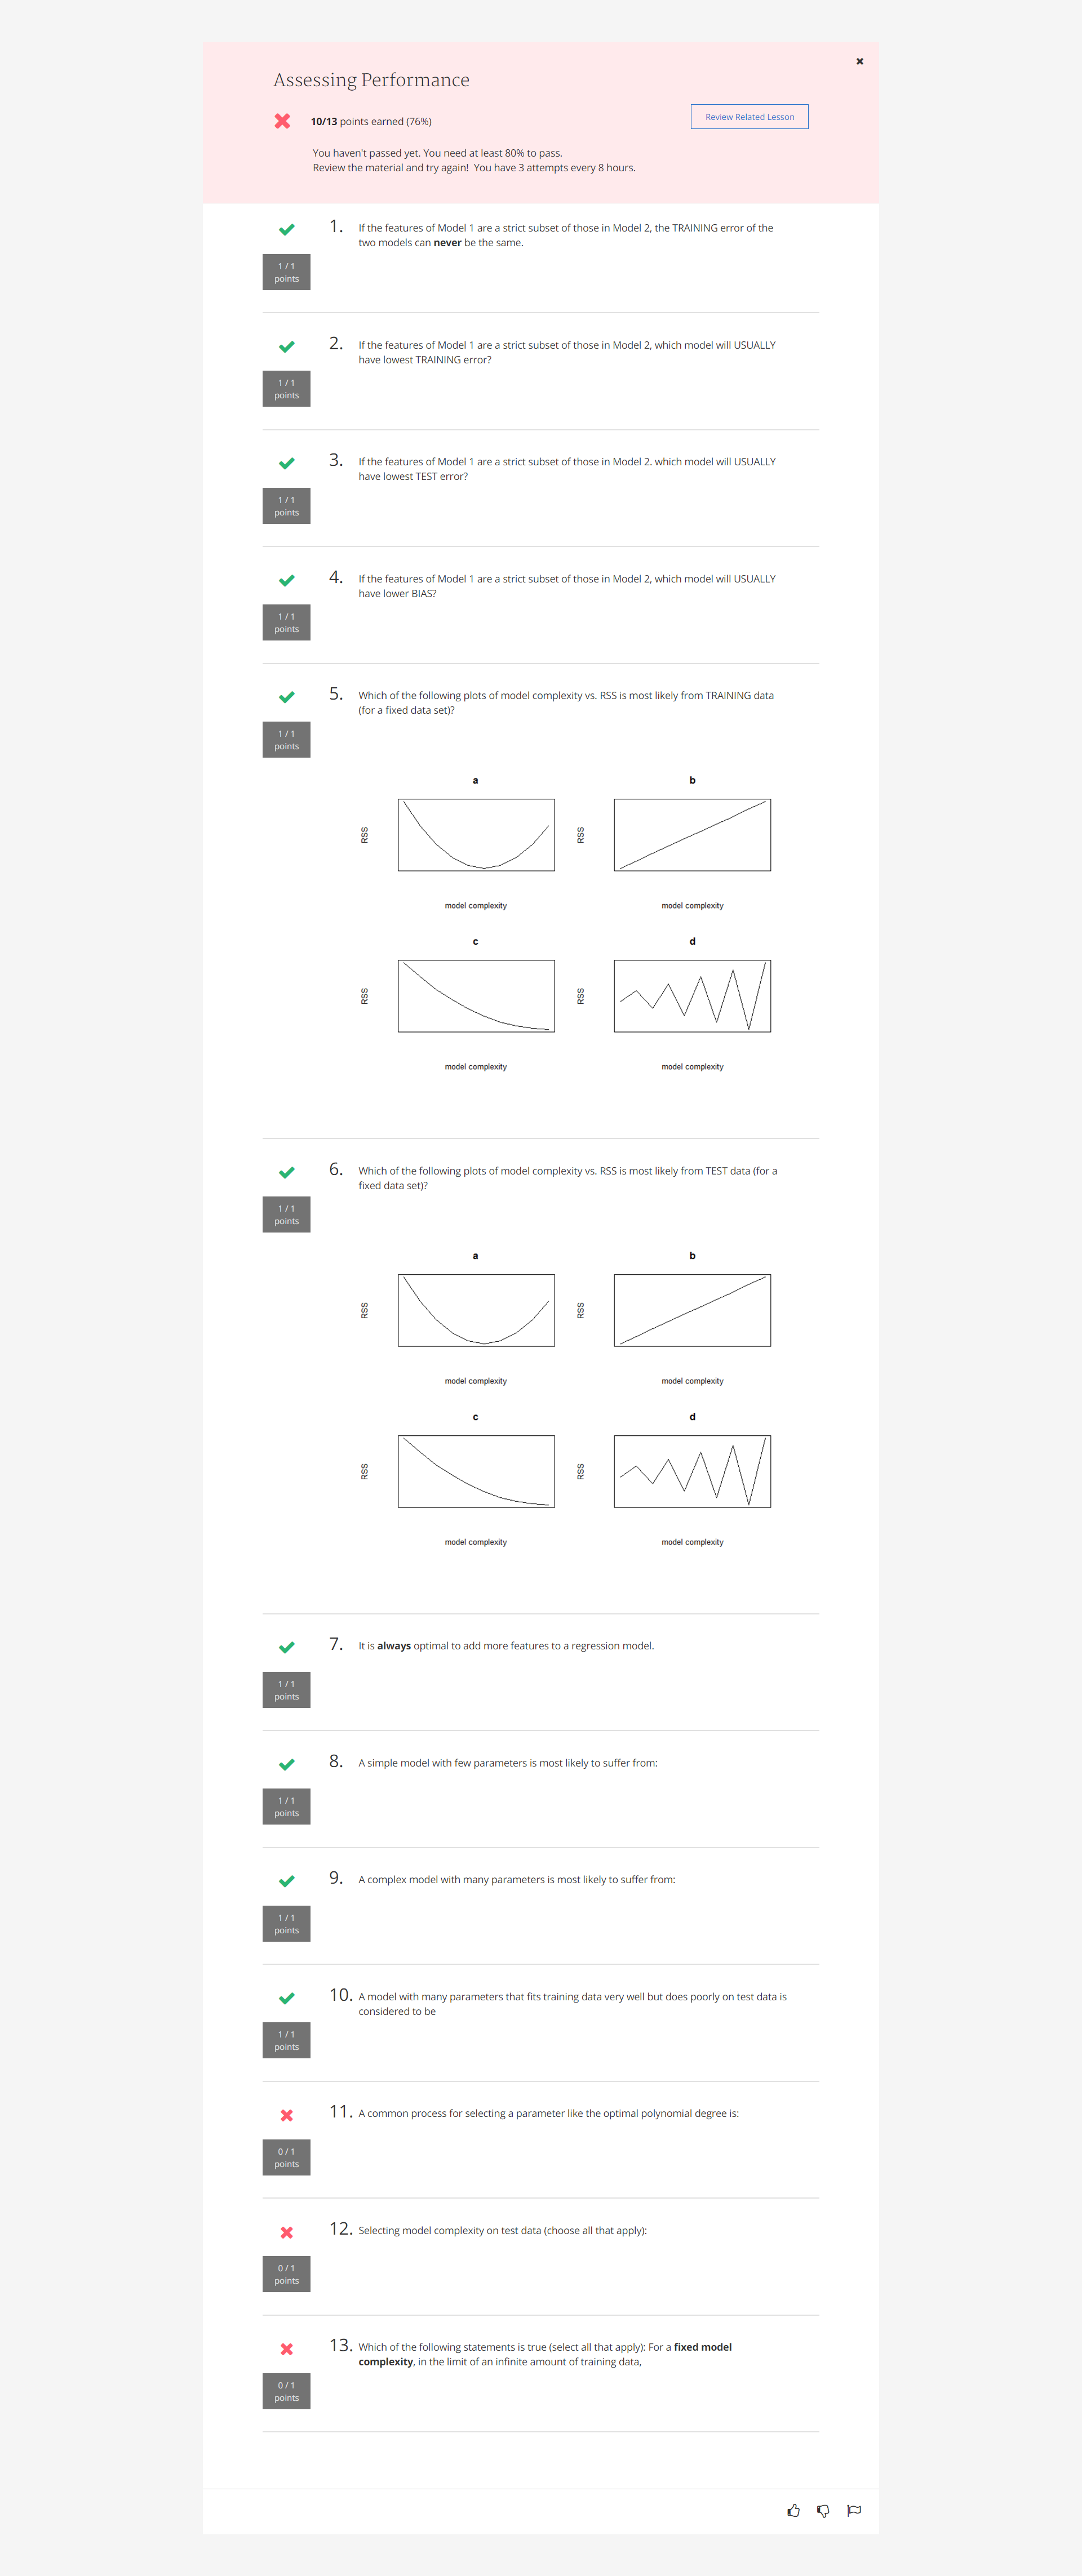 Assessing Performance
10/13 points earned (76%)
Review Related Lesson
You haven't passed yet. You need at least 80% to pass.
Review the material and try again! You have 3 attempts every 8 hours.
1.
If the features of Model 1 are a strict subset of those in Model 2, the TRAINING error of the
two models can never be the same.
1 / 1
points
2.
If the features of Model 1 are a strict subset of those in Model 2, which model will USUALLY
have lowest TRAINING error?
1 / 1
points
3.
If the features of Model 1 are a strict subset of those in Model 2. which model will USUALLY
have lowest TEST error?
1 / 1
points
4.
If the features of Model 1 are a strict subset of those in Model 2, which model will USUALLY
have lower BIAS?
1 / 1
points
5.
Which of the following plots of model complexity vs. RSS is most likely from TRAINING data
(for a fixed data set)?
1 / 1
points
a
b
RSS
RSS
model complexity
model complexity
c
d
RSS
RSS
model complexity
model complexity
6.
Which of the following plots of model complexity vs. RSS is most likely from TEST data (for a
fixed data set)?
1 / 1
points
a
b
RSS
RSS
model complexity
model complexity
c
d
RSS
RSS
model complexity
model complexity
7.
It is always optimal to add more features to a regression model.
1 / 1
points
8.
A simple model with few parameters is most likely to suffer from:
1 / 1
points
9.
A complex model with many parameters is most likely to suffer from:
1 / 1
points
10.
A model with many parameters that fits training data very well but does poorly on test data is
considered to be
1 / 1
points
11.
A common process for selecting a parameter like the optimal polynomial degree is:
0 / 1
points
12.
Selecting model complexity on test data (choose all that apply):
0 / 1
points
13.
Which of the following statements is true (select all that apply): For a fixed model
complexity, in the limit of an infinite amount of training data,
0 / 1
points